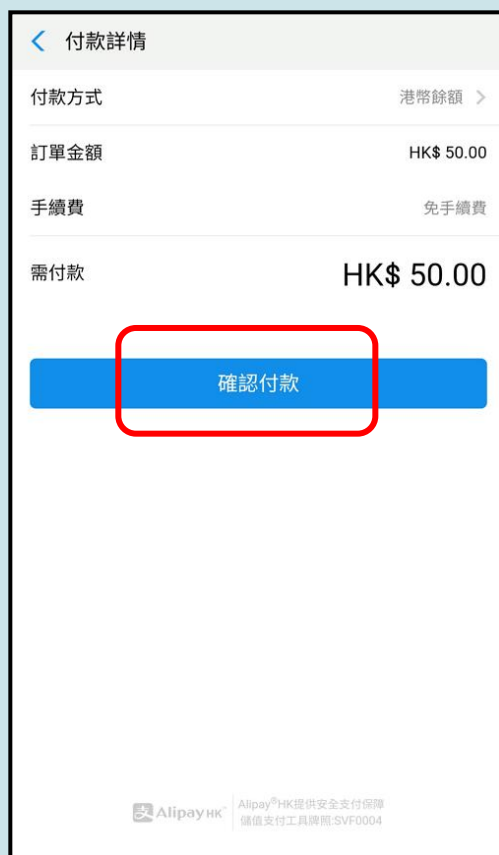 付款詳情
付款方式 港幣餘額
訂單金額 HK$ 50.00
手續費 免手續費
需付款 HK$ 50.00
確認付款
Alipay HK™ Alipay®HK提供安全支付保障
儲值支付工具牌照:SVF0004